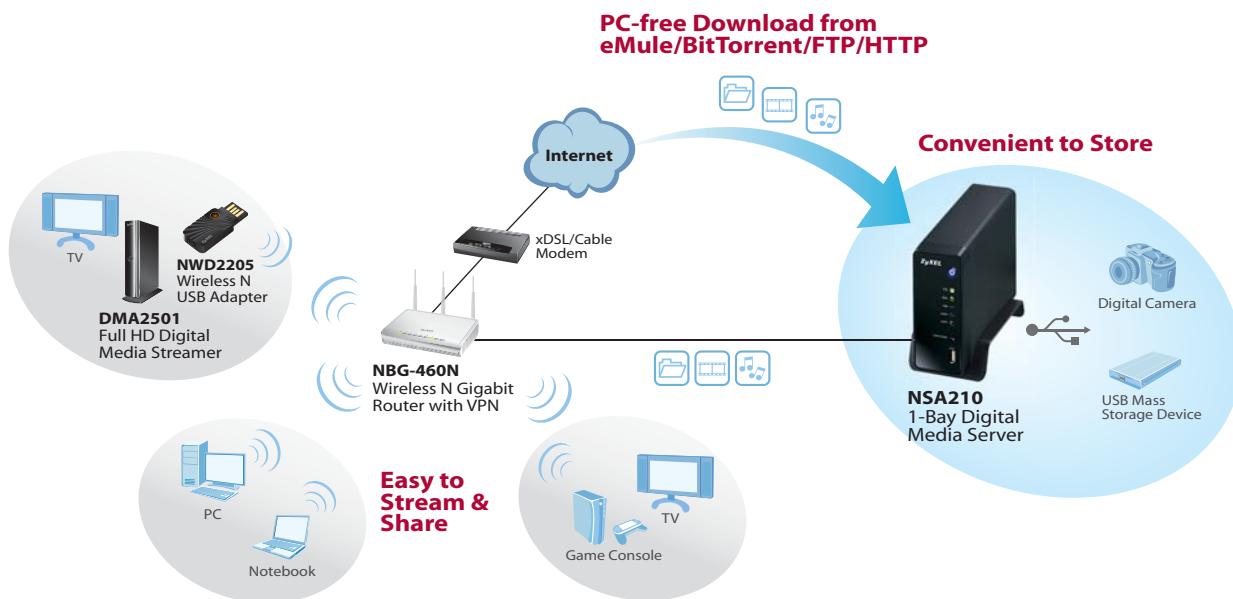 PC-free Download from
eMule/BitTorrent/FTP/HTTP
Internet
Convenient to Store
xDSL/Cable
Modem
TV
NWD2205
Wireless N
USB Adapter
DMA2501
Full HD Digital
Media Streamer
ZyXEL
Digital Camera
NBG-460N
Wireless N Gigabit
Router with VPN
NSA210
1-Bay Digital
Media Server
USB Mass
Storage Device
Easy to
Stream &
Share
PC
Notebook
TV
Game Console